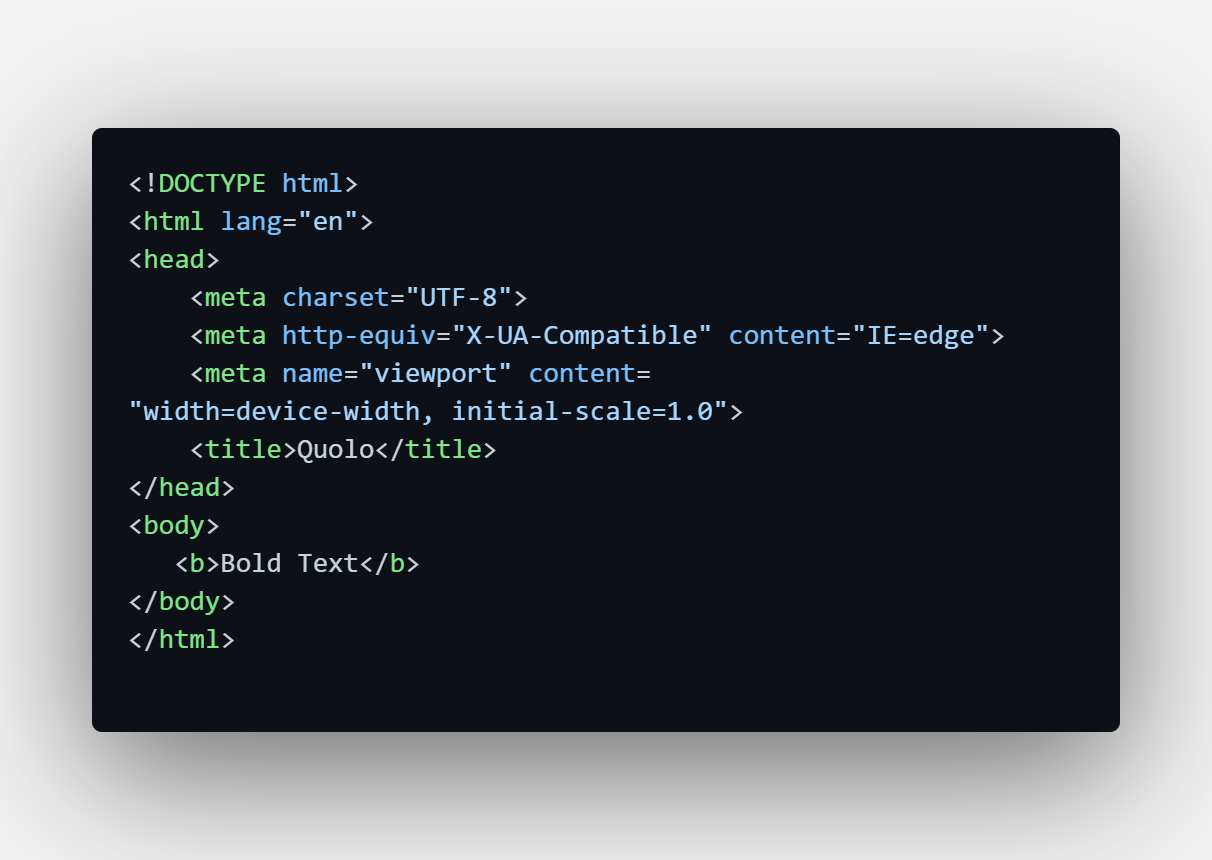 <!DOCTYPE html>
<html lang="en">
<head>
    <meta charset="UTF-8">
    <meta http-equiv="X-UA-Compatible" content="IE=edge">
    <meta name="viewport" content=
"width=device-width, initial-scale=1.0">
    <title>Quolo</title>
</head>
<body>
   <b>Bold Text</b>
</body>
</html>